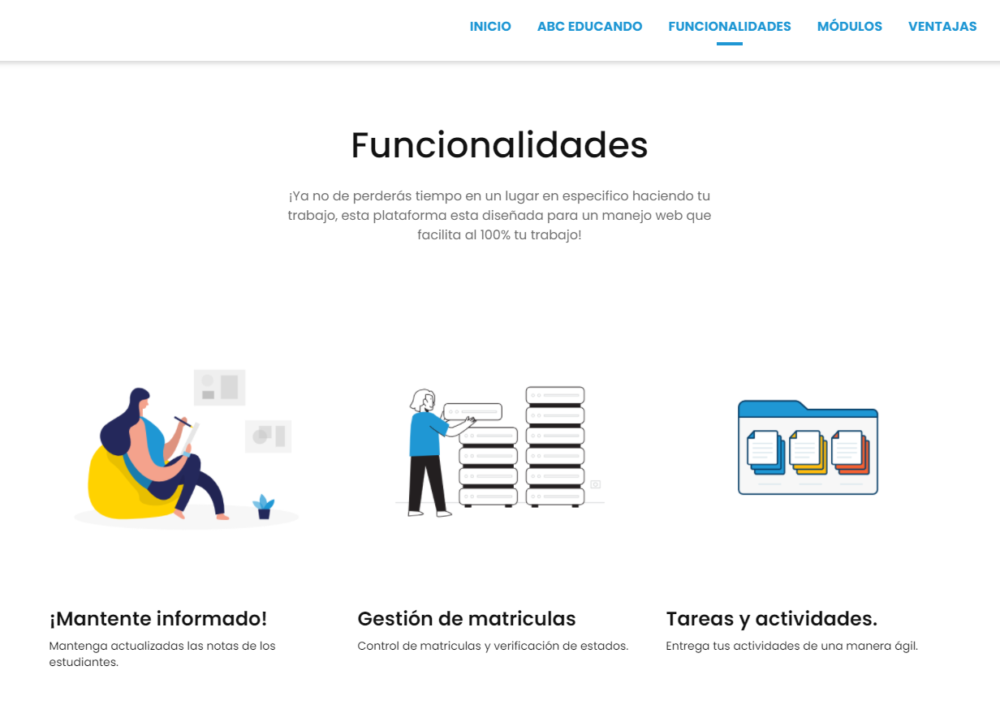 INICIO ABC EDUCANDO FUNCIONALIDADES MÓDULOS VENTAJAS
Funcionalidades
¡Ya no de perderás tiempo en un lugar en especifico haciendo tu
trabajo, esta plataforma esta diseñada para un manejo web que
facilita al 100% tu trabajo!
¡Mantente informado!
Mantenga actualizadas las notas de los
estudiantes.
Gestión de matriculas
Control de matriculas y verificación de estados.
Tareas y actividades.
Entrega tus actividades de una manera ágil.